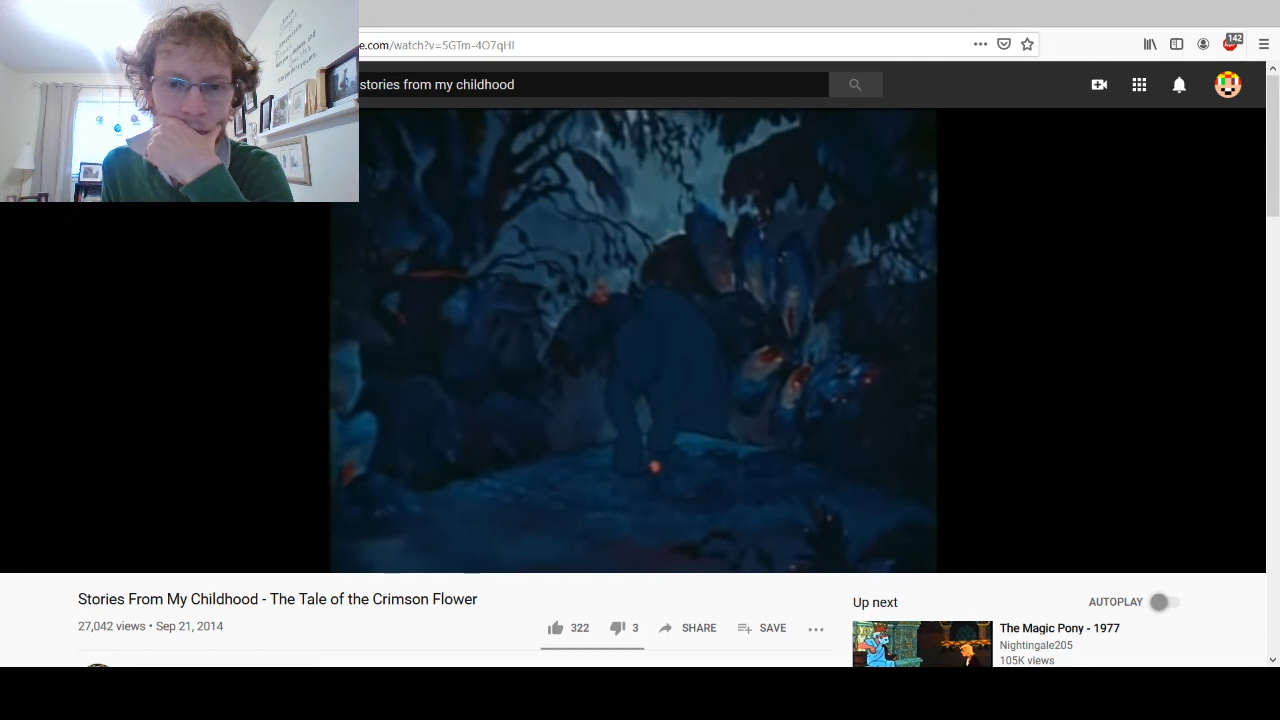 e.com/watch?v=5GTm-4O7qHI
142
stories from my childhood
Stories From My Childhood - The Tale of the Crimson Flower
27,042 views • Sep 21, 2014
322
3
SHARE
SAVE
Up next
AUTOPLAY
The Magic Pony - 1977
Nightingale205
105K views